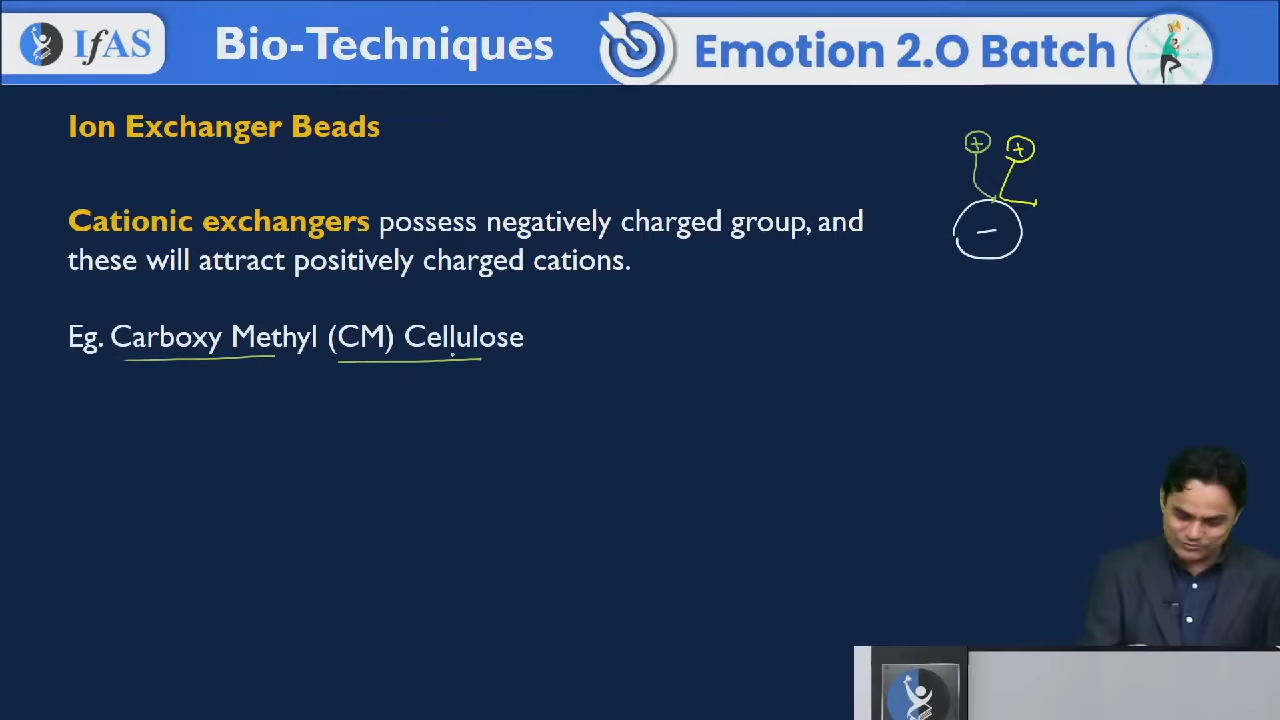 IfAS
Bio-Techniques
Emotion 2.O Batch
Ion Exchanger Beads
+ +
Cationic exchangers possess negatively charged group, and
−
these will attract positively charged cations.
Eg. Carboxy Methyl (CM) Cellulose